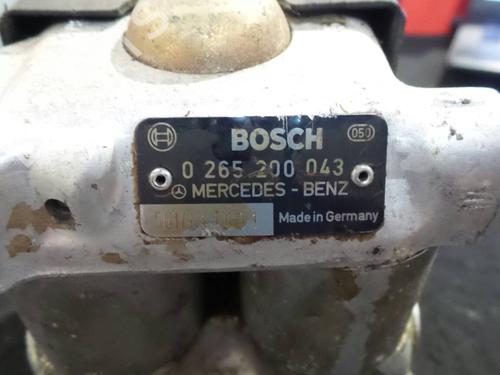 BOSCH
050
0 265 200 043
MERCEDES-BENZ
Made in Germany